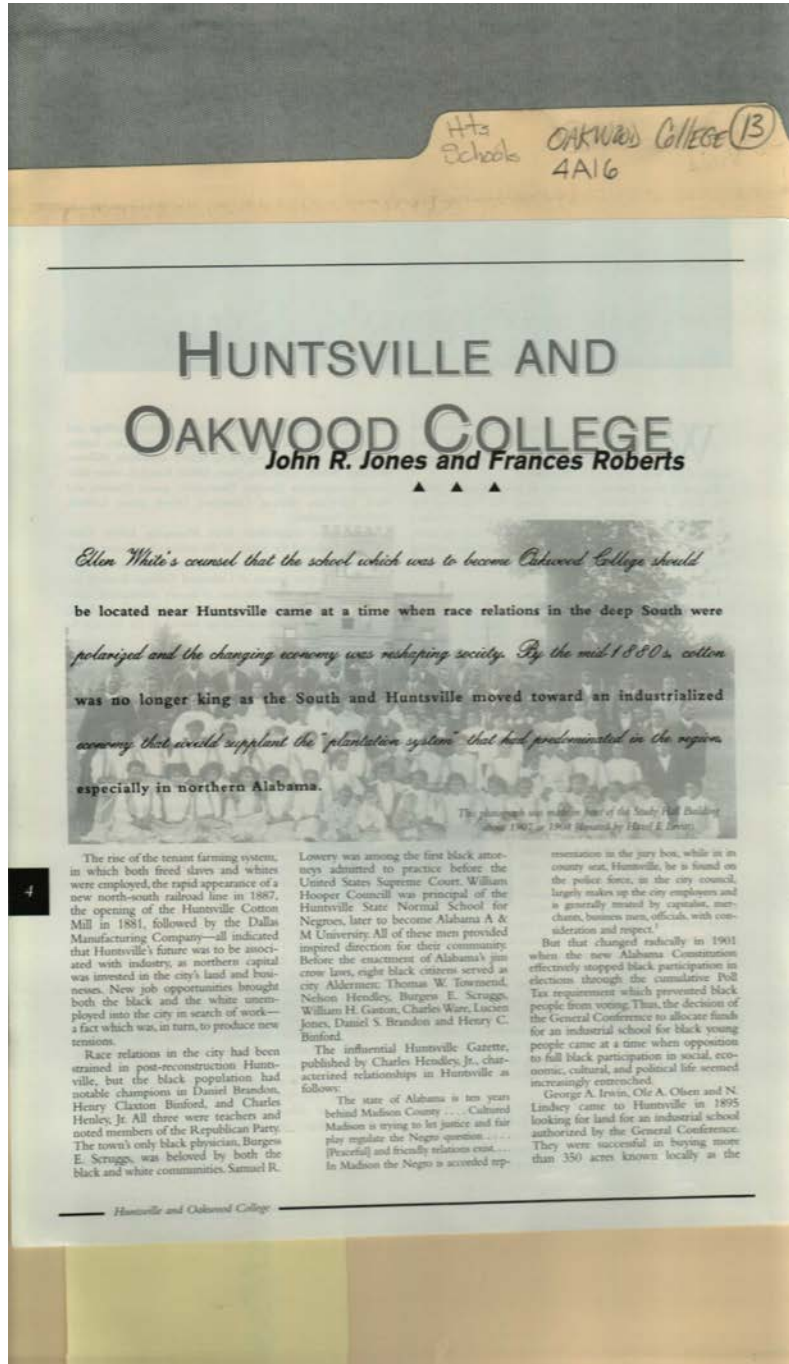 Hts
Schools
OAKWOOD COllEGE 13
4A16
HUNTSVILLE AND
OAKWOOD COLLEGE
John R. Jones and Frances Roberts
Ellen White's counsel that the school which was to become Oakwood College should
be located near Huntsville came at a time when race relations in the deep South were
polarized and the changing economy was reshaping society. By the mid-1880s, cotton
was no longer king as the South and Huntsville moved toward an industrialized
economy that would supplant the "plantation system" that had predominated in the region,
especially in northern Alabama.
This photograph was made in front of the Study Hall Building
about 1907 or 1908
4
The rise of the tenant farming system,
in which both freed slaves and whites
were employed, the rapid appearance of a
new north-south railroad line in 1887,
the opening of the Huntsville Cotton
Mill in 1881, followed by the Dallas
Manufacturing Company—all indicated
that Huntsville's future was to be associ-
ated with industry, as northern capital
was invested in the city's land and busi-
nesses. New job opportunities brought
both the black and the white unem-
ployed into the city in search of work—
a fact which was, in turn, to produce new
tensions.
Race relations in the city had been
strained in post-reconstruction Hunts-
ville, but the black population had
notable champions in Daniel Brandon,
Henry Claxton Binford, and Charles
Henley, Jr. All three were teachers and
noted members of the Republican Party.
The town's only black physician, Burgess
E. Scruggs, was beloved by both the
black and white communities. Samuel R.
Lowery was among the first black attor-
neys admitted to practice before the
United States Supreme Court. William
Hooper Councill was principal of the
Huntsville State Normal School for
Negroes, later to become Alabama A &
M University. All of these men provided
inspired direction for their community.
Before the enactment of Alabama's jim
crow laws, eight black citizens served as
city Aldermen: Thomas W. Townsend,
Nelson Hendley, Burgess E. Scruggs,
William H. Gaston, Charles Ware, Lucien
Jones, Daniel S. Brandon and Henry C.
Binford.
The influential Huntsville Gazette,
published by Charles Hendley, Jr., char-
acterized relationships in Huntsville as
follows:
The state of Alabama is ten years
behind Madison County . . . . Cultured
Madison is trying to let justice and fair
play regulate the Negro question . . . . .
[Peaceful] and friendly relations exist. . . .
In Madison the Negro is accorded rep-
resentation in the jury box, while in its
county seat, Huntsville, he is found on
the police force, in the city council,
largely makes up the city employees and
is generally treated by capitalist, mer-
chants, business men, officials, with con-
sideration and respect.
But that changed radically in 1901
when the new Alabama Constitution
effectively stopped black participation in
elections through the cumulative Poll
Tax requirement which prevented black
people from voting. Thus, the decision of
the General Conference to allocate funds
for an industrial school for black young
people came at a time when opposition
to full black participation in social, eco-
nomic, cultural, and political life seemed
increasingly entrenched.
George A. Irwin, Ole A. Olsen and N.
Lindsey came to Huntsville in 1895
looking for land for an industrial school
authorized by the General Conference.
They were successful in buying more
than 350 acres known locally as the
Huntsville and Oakwood College